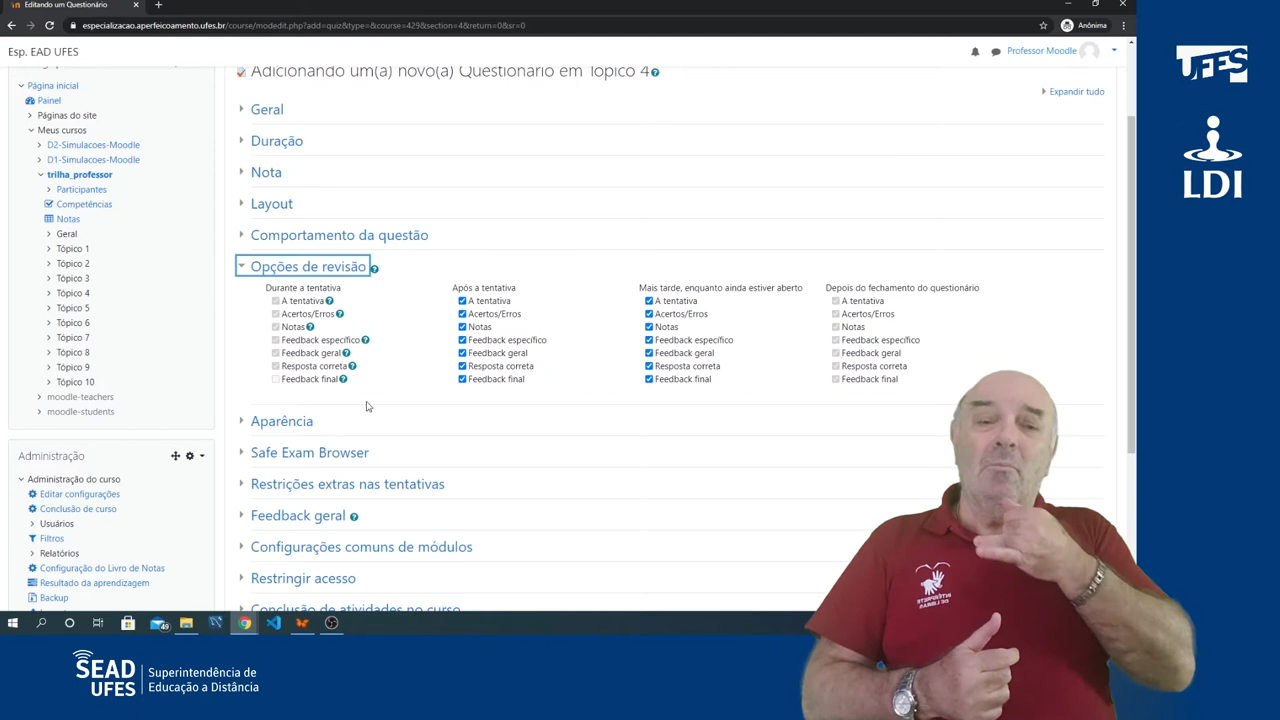 Editando um Questionário
especializacao.aperfeicoamento.ufes.br/course/modedit.php?add=quiz&type=&course=429&section=4&return=0&sr=0
Anônima
Esp. EAD UFES
Professor Moodle
Página inicial
Painel
Páginas do site
Meus cursos
D2-Simulacoes-Moodle
D1-Simulacoes-Moodle
trilha_professor
Participantes
Competências
Notas
Geral
Tópico 1
Tópico 2
Tópico 3
Tópico 4
Tópico 5
Tópico 6
Tópico 7
Tópico 8
Tópico 9
Tópico 10
moodle-teachers
moodle-students
Administração
Administração do curso
Editar configurações
Conclusão de curso
Usuários
Filtros
Relatórios
Configuração do Livro de Notas
Resultado da aprendizagem
Backup
Adicionando um(a) novo(a) Questionário em Tópico 4
Expandir tudo
Geral
Duração
Nota
Layout
Comportamento da questão
Opções de revisão
Durante a tentativa
A tentativa
Acertos/Erros
Notas
Feedback específico
Feedback geral
Resposta correta
Feedback final
Após a tentativa
A tentativa
Acertos/Erros
Notas
Feedback específico
Feedback geral
Resposta correta
Feedback final
Mais tarde, enquanto ainda estiver aberto
A tentativa
Acertos/Erros
Notas
Feedback específico
Feedback geral
Resposta correta
Feedback final
Depois do fechamento do questionário
A tentativa
Acertos/Erros
Notas
Feedback específico
Feedback geral
Resposta correta
Feedback final
Aparência
Safe Exam Browser
Restrições extras nas tentativas
Feedback geral
Configurações comuns de módulos
Restringir acesso
Conclusão de atividades no curso
49
UFES
LDI
INTÉRPRETE
DE LIBRAS
SEAD
UFES
Superintendência de
Educação a Distância